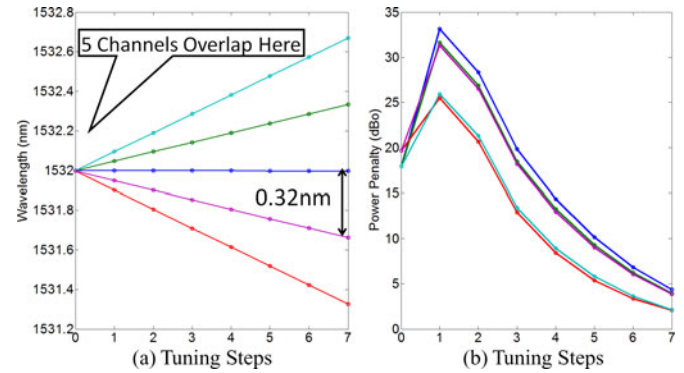 1532.8
1532.6
1532.4
1532.2
1532
1531.8
1531.6
1531.4
1531.2
Wavelength (nm)
5 Channels Overlap Here
0.32nm
0 1 2 3 4 5 6 7
(a) Tuning Steps
35
30
25
20
15
10
5
0
Power Penalty (dBo)
0 1 2 3 4 5 6 7
(b) Tuning Steps